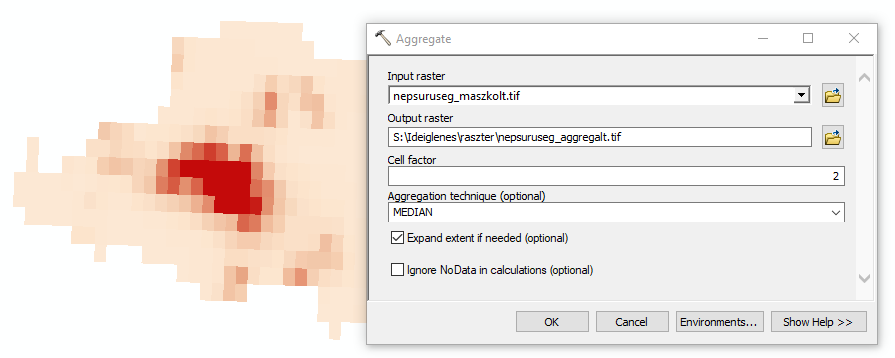 Aggregate
Input raster
nepsuruseg_maszkolt.tif
Output raster
S:\Ideiglenes\raszter\nepsuruseg_aggregalt.tif
Cell factor
2
Aggregation technique (optional)
MEDIAN
Expand extent if needed (optional)
Ignore NoData in calculations (optional)
OK Cancel Environments... Show Help >>